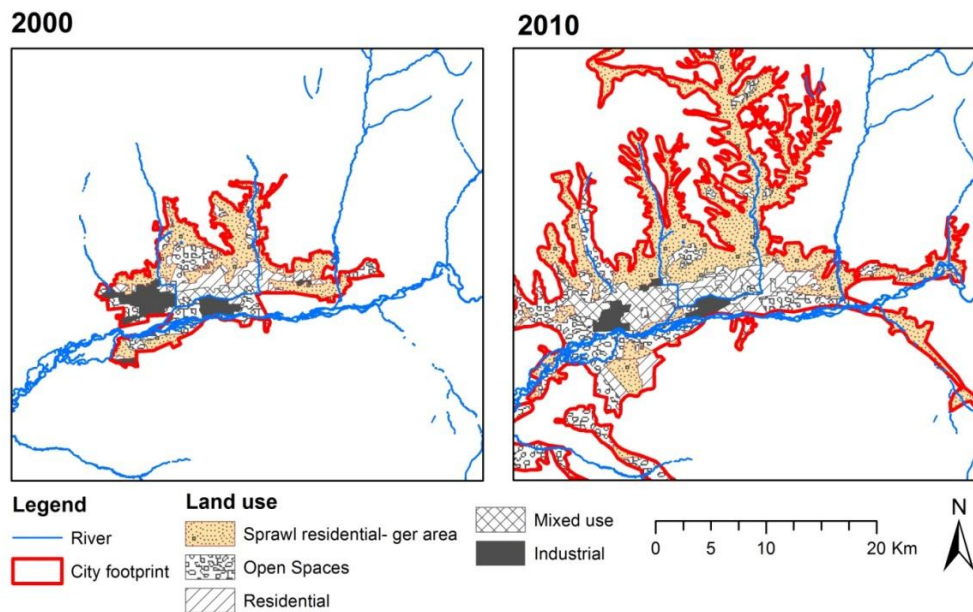 2000
2010
Legend
River
City footprint
Land use
Sprawl residential- ger area
Open Spaces
Residential
Mixed use
Industrial
0 5 10 20 Km
N